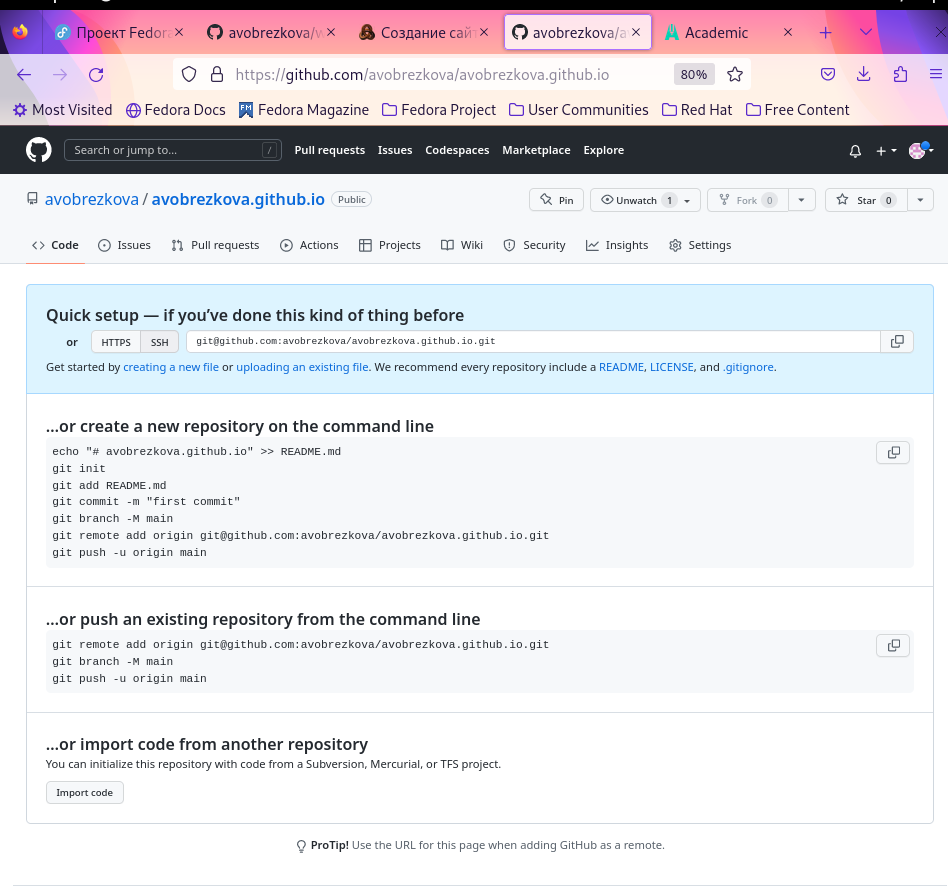 Проект Fedora
avobrezkova/w
Создание сайт
avobrezkova/a
Academic
https://github.com/avobrezkova/avobrezkova.github.io
80%
Most Visited
Fedora Docs
FM
Fedora Magazine
Fedora Project
User Communities
Red Hat
Free Content
Search or jump to...
/
Pull requests
Issues
Codespaces
Marketplace
Explore
avobrezkova / avobrezkova.github.io
Public
Pin
Unwatch 1
Fork 0
Star 0
Code
Issues
Pull requests
Actions
Projects
Wiki
Security
Insights
Settings
Quick setup — if you’ve done this kind of thing before
or
HTTPS
SSH
git@github.com:avobrezkova/avobrezkova.github.io.git
Get started by creating a new file or uploading an existing file. We recommend every repository include a README, LICENSE, and .gitignore.
…or create a new repository on the command line
echo "# avobrezkova.github.io" >> README.md
git init
git add README.md
git commit -m "first commit"
git branch -M main
git remote add origin git@github.com:avobrezkova/avobrezkova.github.io.git
git push -u origin main
…or push an existing repository from the command line
git remote add origin git@github.com:avobrezkova/avobrezkova.github.io.git
git branch -M main
git push -u origin main
…or import code from another repository
You can initialize this repository with code from a Subversion, Mercurial, or TFS project.
Import code
ProTip! Use the URL for this page when adding GitHub as a remote.